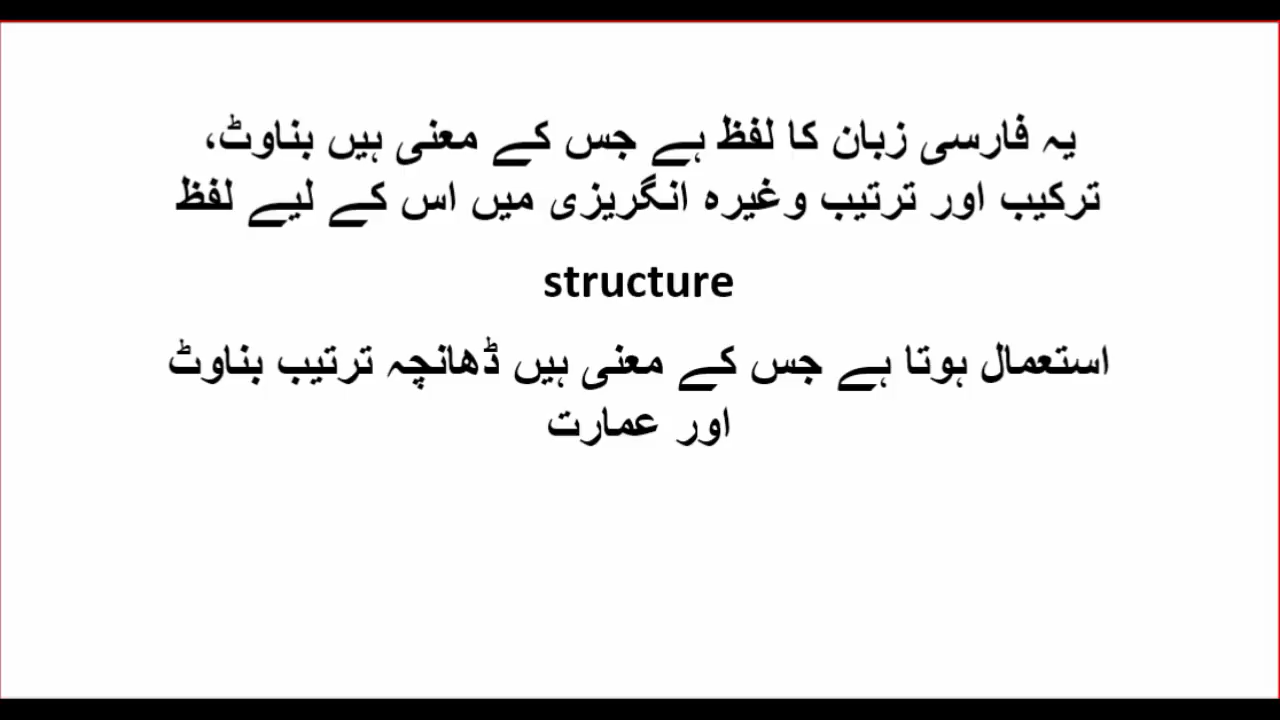 یہ فارسی زبان کا لفظ ہے جس کے معنی ہیں بناوٹ،
ترکیب اور ترتیب وغیرہ انگریزی میں اس کے لیے لفظ
structure
استعمال ہوتا ہے جس کے معنی ہیں ڈھانچہ ترتیب بناوٹ
اور عمارت